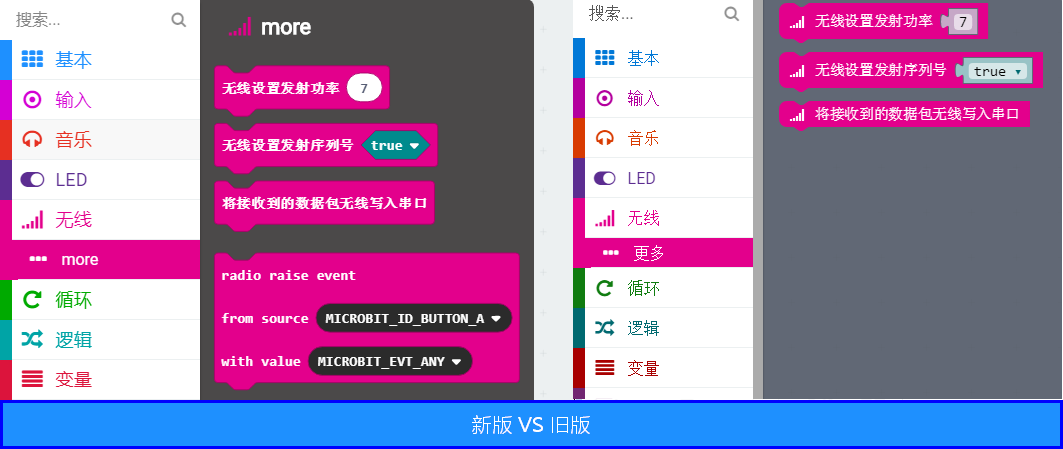 搜索...
基本
输入
音乐
LED
无线
more
循环
逻辑
变量
more
无线设置发射功率 7
无线设置发射序列号 true
将接收到的数据包无线写入串口
radio raise event
from source MICROBIT_ID_BUTTON_A
with value MICROBIT_EVT_ANY
搜索...
基本
输入
音乐
LED
无线
更多
循环
逻辑
变量
无线设置发射功率 7
无线设置发射序列号 true
将接收到的数据包无线写入串口
新版 VS 旧版